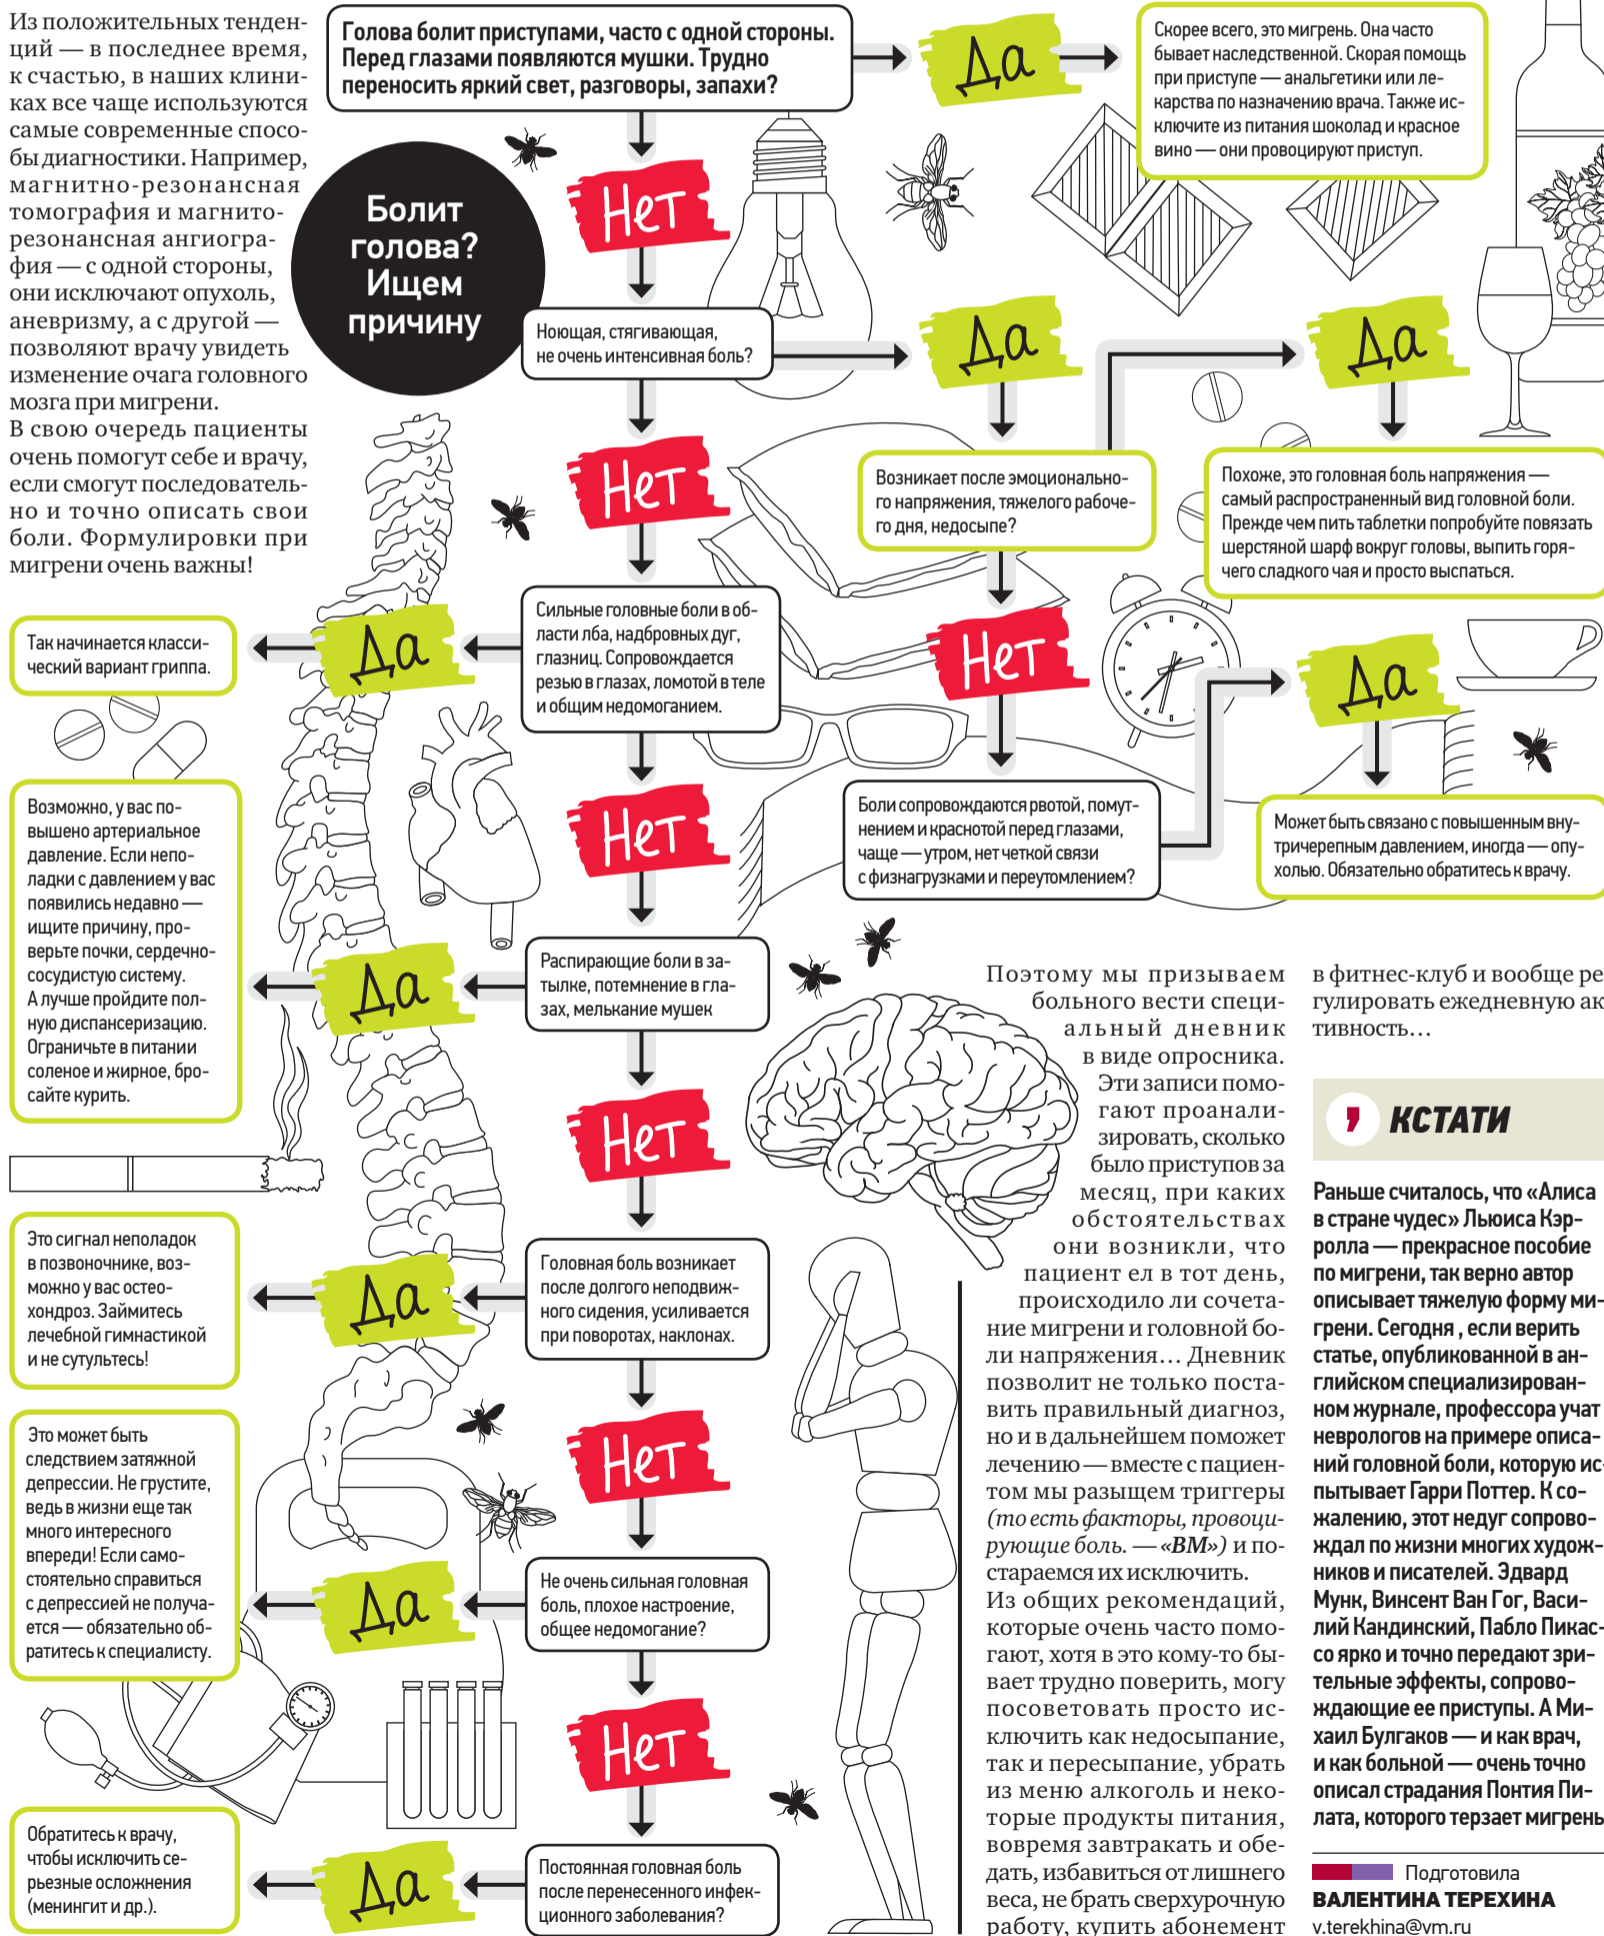 Из положительных тенден-
ций — в последнее время,
к счастью, в наших клини-
ках все чаще используются
самые современные спосо-
бы диагностики. Например,
магнитно-резонансная
томография и магнито-
резонансная ангиогра-
фия — с одной стороны,
они исключают опухоль,
аневризму, а с другой —
позволяют врачу увидеть
изменение очага головного
мозга при мигрени.
В свою очередь пациенты
очень помогут себе и врачу,
если смогут последователь-
но и точно описать свои
боли. Формулировки при
мигрени очень важны!
Болит
голова?
Ищем
причину
Голова болит приступами, часто с одной стороны.
Перед глазами появляются мушки. Трудно
переносить яркий свет, разговоры, запахи?
Да
Скорее всего, это мигрень. Она часто
бывает наследственной. Скорая помощь
при приступе — анальгетики или ле-
карства по назначению врача. Также ис-
ключите из питания шоколад и красное
вино — они провоцируют приступ.
Нет
Ноющая, стягивающая,
не очень интенсивная боль?
Да
Возникает после эмоционально-
го напряжения, тяжелого рабоче-
го дня, недосыпе?
Да
Похоже, это головная боль напряжения —
самый распространенный вид головной боли.
Прежде чем пить таблетки попробуйте повязать
шерстяной шарф вокруг головы, выпить горя-
чего сладкого чая и просто выспаться.
Нет
Боли сопровождаются рвотой, помут-
нением и краснотой перед глазами,
чаще — утром, нет четкой связи
с физнагрузками и переутомлением?
Да
Может быть связано с повышенным вну-
тричерепным давлением, иногда — опу-
холью. Обязательно обратитесь к врачу.
Нет
Сильные головные боли в об-
ласти лба, надбровных дуг,
глазниц. Сопровождается
резью в глазах, ломотой в теле
и общим недомоганием.
Да
Так начинается класси-
ческий вариант гриппа.
Нет
Распирающие боли в за-
тылке, потемнение в гла-
зах, мелькание мушек
Да
Возможно, у вас по-
вышено артериальное
давление. Если непо-
ладки с давлением у вас
появились недавно —
ищите причину, про-
верьте почки, сердечно-
сосудистую систему.
А лучше пройдите пол-
ную диспансеризацию.
Ограничьте в питании
соленое и жирное, бро-
сайте курить.
Нет
Головная боль возникает
после долгого неподвиж-
ного сидения, усиливается
при поворотах, наклонах.
Да
Это сигнал неполадок
в позвоночнике, воз-
можно у вас остео-
хондроз. Займитесь
лечебной гимнастикой
и не сутультесь!
Нет
Не очень сильная головная
боль, плохое настроение,
общее недомогание?
Да
Это может быть
следствием затяжной
депрессии. Не грустите,
ведь в жизни еще так
много интересного
впереди! Если само-
стоятельно справиться
с депрессией не получа-
ется — обязательно об-
ратитесь к специалисту.
Нет
Постоянная головная боль
после перенесенного инфек-
ционного заболевания?
Да
Обратитесь к врачу,
чтобы исключить се-
рьезные осложнения
(менингит и др.).
Поэтому мы призываем
больного вести специ-
альный дневник
в виде опросника.
Эти записи помо-
гают проанали-
зировать, сколько
было приступов за
месяц, при каких
обстоятельствах
они возникли, что
пациент ел в тот день,
происходило ли сочета-
ние мигрени и головной бо-
ли напряжения... Дневник
позволит не только поста-
вить правильный диагноз,
но и в дальнейшем поможет
лечению — вместе с пациен-
том мы разыщем триггеры
(то есть факторы, провоци-
рующие боль. — «ВМ») и по-
стараемся их исключить.
Из общих рекомендаций,
которые очень часто помо-
гают, хотя в это кому-то бы-
вает трудно поверить, могу
посоветовать просто ис-
ключить как недосыпание,
так и пересыпание, убрать
из меню алкоголь и неко-
торые продукты питания,
вовремя завтракать и обе-
дать, избавиться от лишнего
веса, не брать сверхурочную
работу, купить абонемент
в фитнес-клуб и вообще ре
гулировать ежедневную ак
тивность...
КСТАТИ
Раньше считалось, что «Алиса
в стране чудес» Льюиса Кэр-
ролла — прекрасное пособие
по мигрени, так верно автор
описывает тяжелую форму ми-
грени. Сегодня , если верить
статье, опубликованной в ан-
глийском специализирован-
ном журнале, профессора учат
неврологов на примере описа-
ний головной боли, которую ис-
пытывает Гарри Поттер. К со-
жалению, этот недуг сопрово-
ждал по жизни многих худож-
ников и писателей. Эдвард
Мунк, Винсент Ван Гог, Васи-
лий Кандинский, Пабло Пикас-
со ярко и точно передают зри-
тельные эффекты, сопрово-
ждающие ее приступы. А Ми-
хаил Булгаков — и как врач,
и как больной — очень точно
описал страдания Понтия Пи-
лата, которого терзает мигрень
Подготовила
ВАЛЕНТИНА ТЕРЕХИНА
v.terekhina@vm.ru